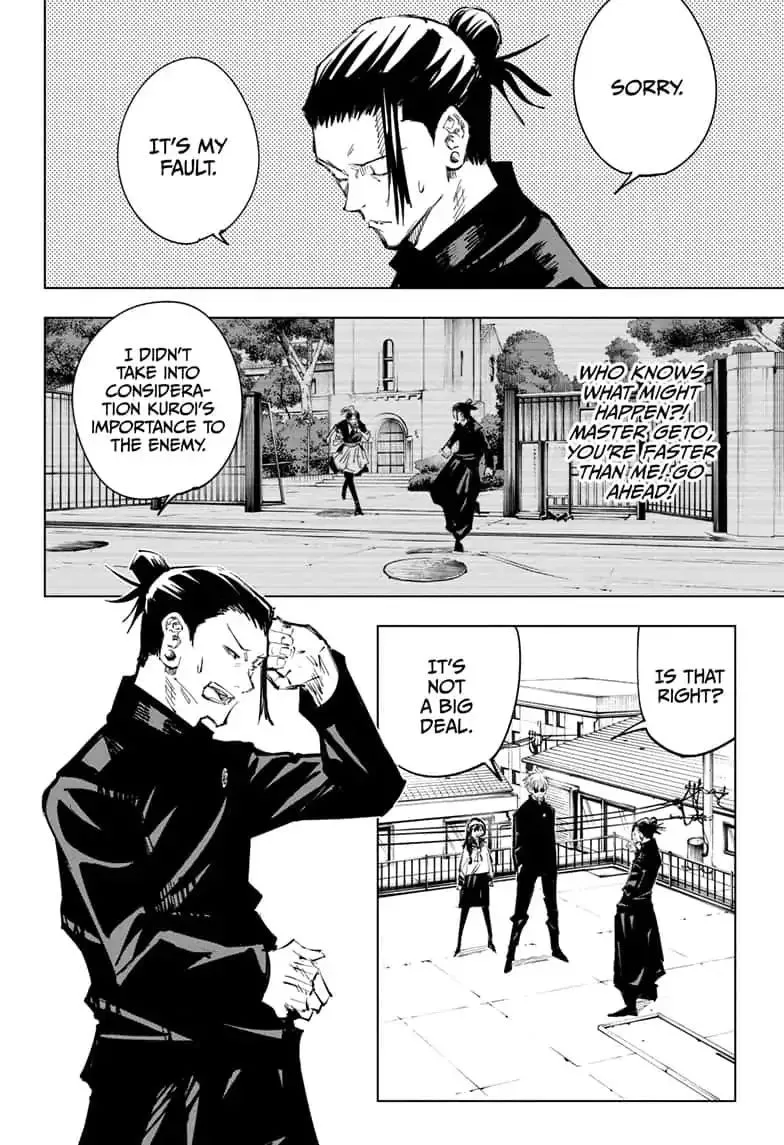 SORRY.
IT'S MY
FAULT.
WHO KNOWS
WHAT MIGHT
HAPPEN?!
MASTER GETO,
YOU'RE FASTER
THAN ME! GO
AHEAD!
I DIDN'T
TAKE INTO
CONSIDERA-
TION KUROI'S
IMPORTANCE
TO THE ENEMY.
IS THAT
RIGHT?
IT'S
NOT
A BIG
DEAL.